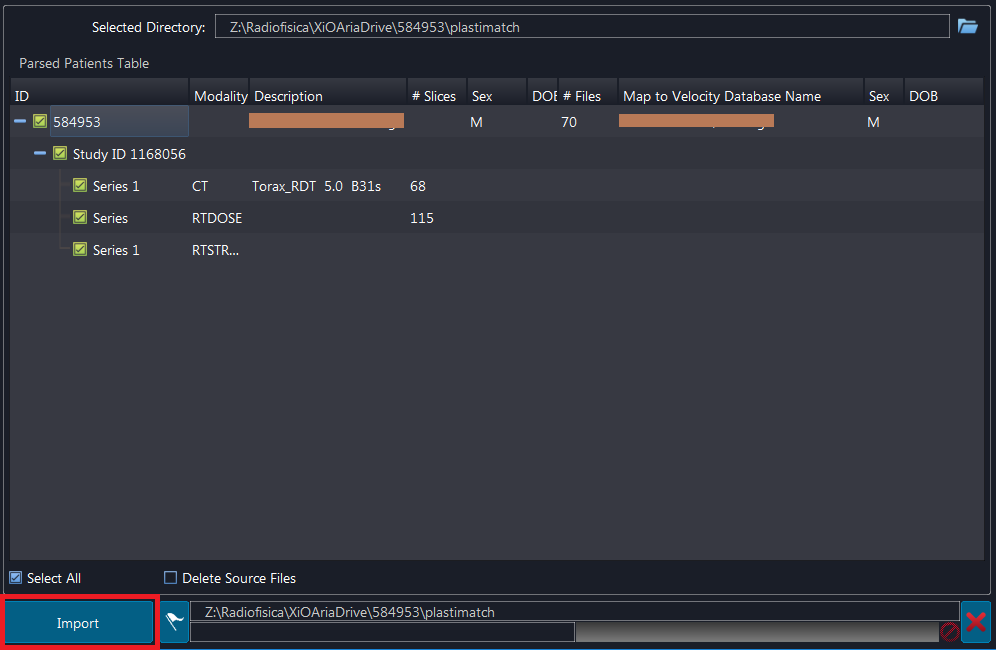 Selected Directory: Z:\Radiofisica\XiOAriaDrive\584953\plastimatch
Parsed Patients Table
ID Modality Description # Slices Sex DOB # Files Map to Velocity Database Name Sex DOB
584953 M 70 M
Study ID 1168056
Series 1 CT Torax_RDT 5.0 B31s 68
Series RTDOSE 115
Series 1 RTSTR...
Select All Delete Source Files
Z:\Radiofisica\XiOAriaDrive\584953\plastimatch
Import